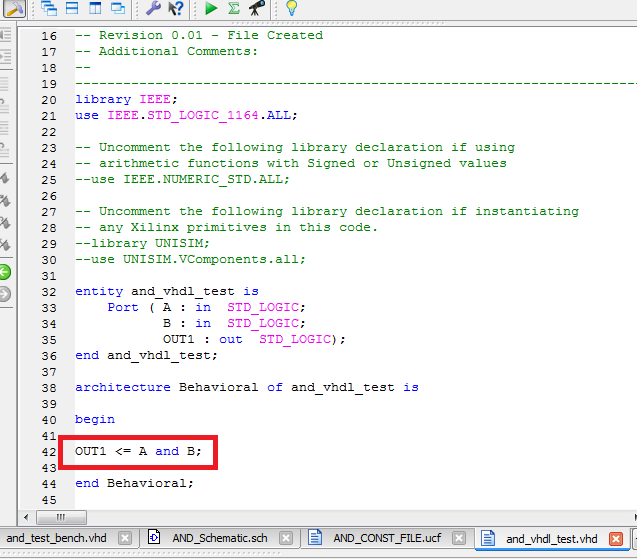 16 -- Revision 0.01 - File Created
17 -- Additional Comments:
18 --
19 ----------------------------------------------------------------------------------
20 library IEEE;
21 use IEEE.STD_LOGIC_1164.ALL;
22
23 -- Uncomment the following library declaration if using
24 -- arithmetic functions with Signed or Unsigned values
25 --use IEEE.NUMERIC_STD.ALL;
26
27 -- Uncomment the following library declaration if instantiating
28 -- any Xilinx primitives in this code.
29 --library UNISIM;
30 --use UNISIM.VComponents.all;
31
32 entity and_vhdl_test is
33     Port ( A : in  STD_LOGIC;
34            B : in  STD_LOGIC;
35            OUT1 : out  STD_LOGIC);
36 end and_vhdl_test;
37
38 architecture Behavioral of and_vhdl_test is
39
40 begin
41
42 OUT1 <= A and B;
43
44 end Behavioral;
45
and_test_bench.vhd AND_Schematic.sch AND_CONST_FILE.ucf and_vhdl_test.vhd